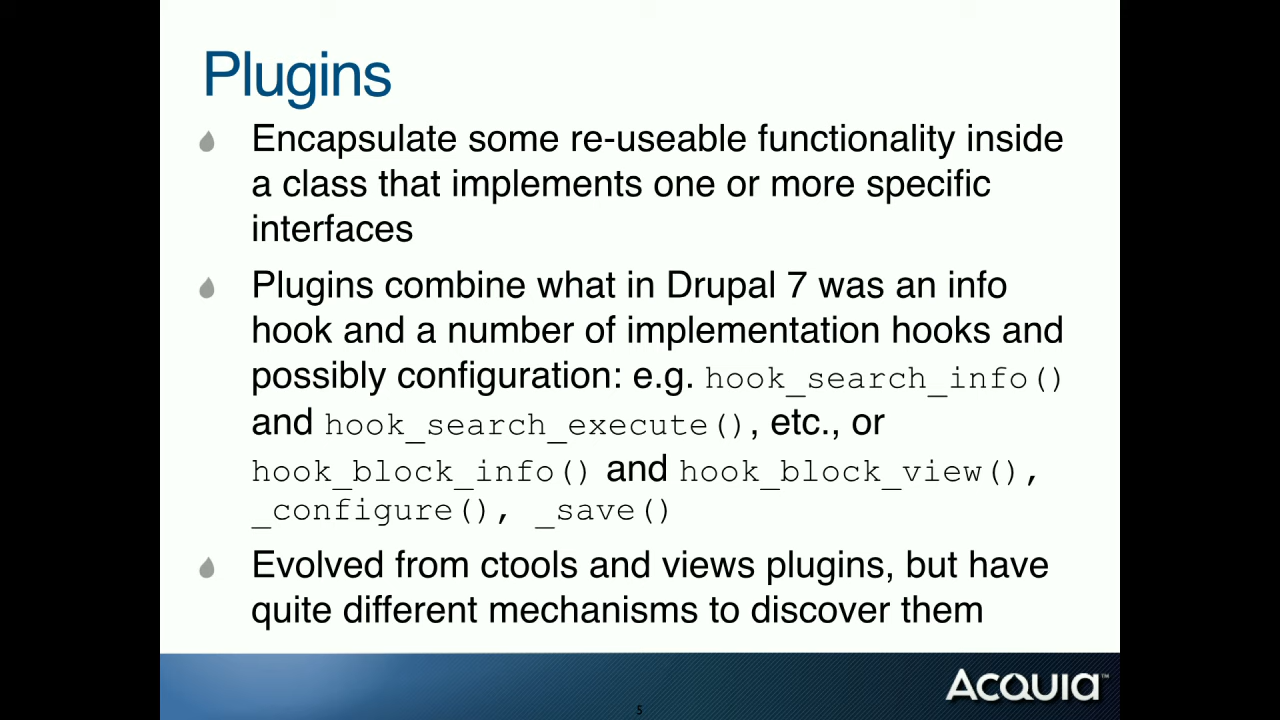 Plugins
Encapsulate some re-useable functionality inside
a class that implements one or more specific
interfaces
Plugins combine what in Drupal 7 was an info
hook and a number of implementation hooks and
possibly configuration: e.g. hook_search_info()
and hook_search_execute(), etc., or
hook_block_info() and hook_block_view(),
_configure(), _save()
Evolved from ctools and views plugins, but have
quite different mechanisms to discover them
ACQUIA™
5